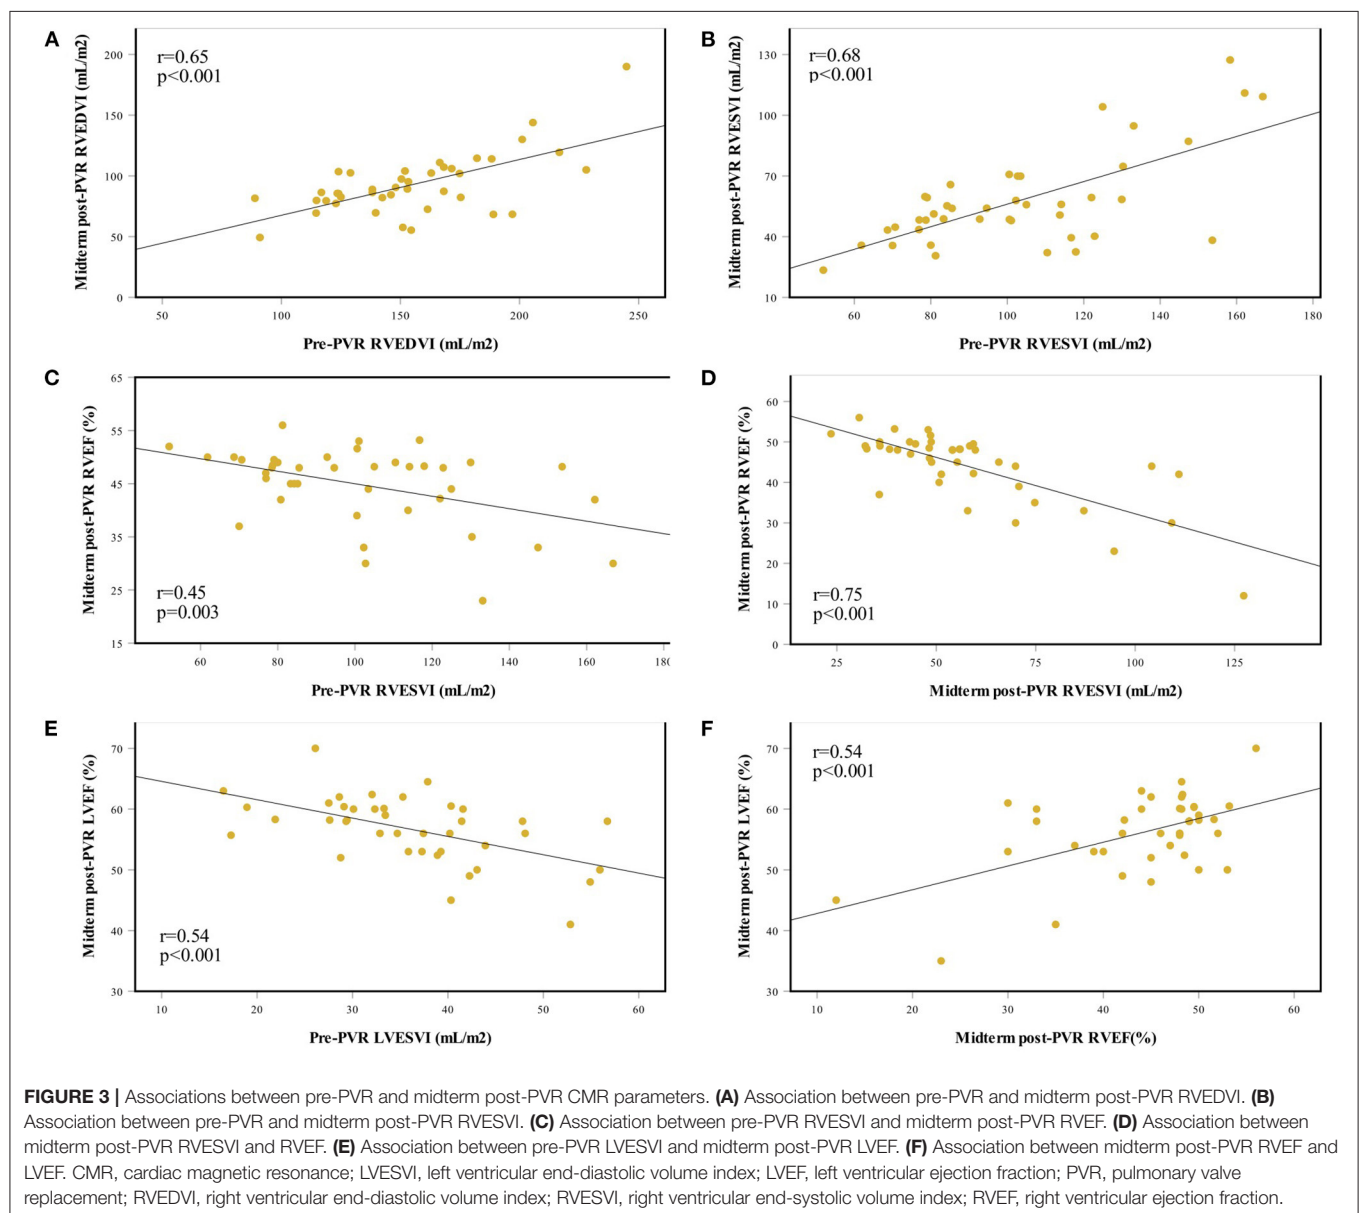 A
r=0.65
p<0.001
Midterm post-PVR RVEDVI (mL/m2)
200
150
100
50
0
50 100 150 200 250
Pre-PVR RVEDVI (mL/m2)
B
r=0.68
p<0.001
Midterm post-PVR RVESVI (mL/m2)
130
100
70
40
10
60 80 100 120 140 160 180
Pre-PVR RVESVI (mL/m2)
C
r=0.45
p=0.003
Midterm post-PVR RVEF (%)
65
55
45
35
25
15
60 80 100 120 140 160 180
Pre-PVR RVESVI (mL/m2)
D
r=0.75
p<0.001
Midterm post-PVR RVEF (%)
60
50
40
30
20
10
0
25 50 75 100 125
Midterm post-PVR RVESVI (mL/m2)
E
r=0.54
p<0.001
Midterm post-PVR LVEF (%)
70
60
50
40
30
10 20 30 40 50 60
Pre-PVR LVESVI (mL/m2)
F
r=0.54
p<0.001
Midterm post-PVR LVEF (%)
70
60
50
40
30
10 20 30 40 50 60
Midterm post-PVR RVEF(%)
FIGURE 3 | Associations between pre-PVR and midterm post-PVR CMR parameters. (A) Association between pre-PVR and midterm post-PVR RVEDVI. (B)
Association between pre-PVR and midterm post-PVR RVESVI. (C) Association between pre-PVR RVESVI and midterm post-PVR RVEF. (D) Association between
midterm post-PVR RVESVI and RVEF. (E) Association between pre-PVR LVESVI and midterm post-PVR LVEF. (F) Association between midterm post-PVR RVEF and
LVEF. CMR, cardiac magnetic resonance; LVESVI, left ventricular end-diastolic volume index; LVEF, left ventricular ejection fraction; PVR, pulmonary valve
replacement; RVEDVI, right ventricular end-diastolic volume index; RVESVI, right ventricular end-systolic volume index; RVEF, right ventricular ejection fraction.